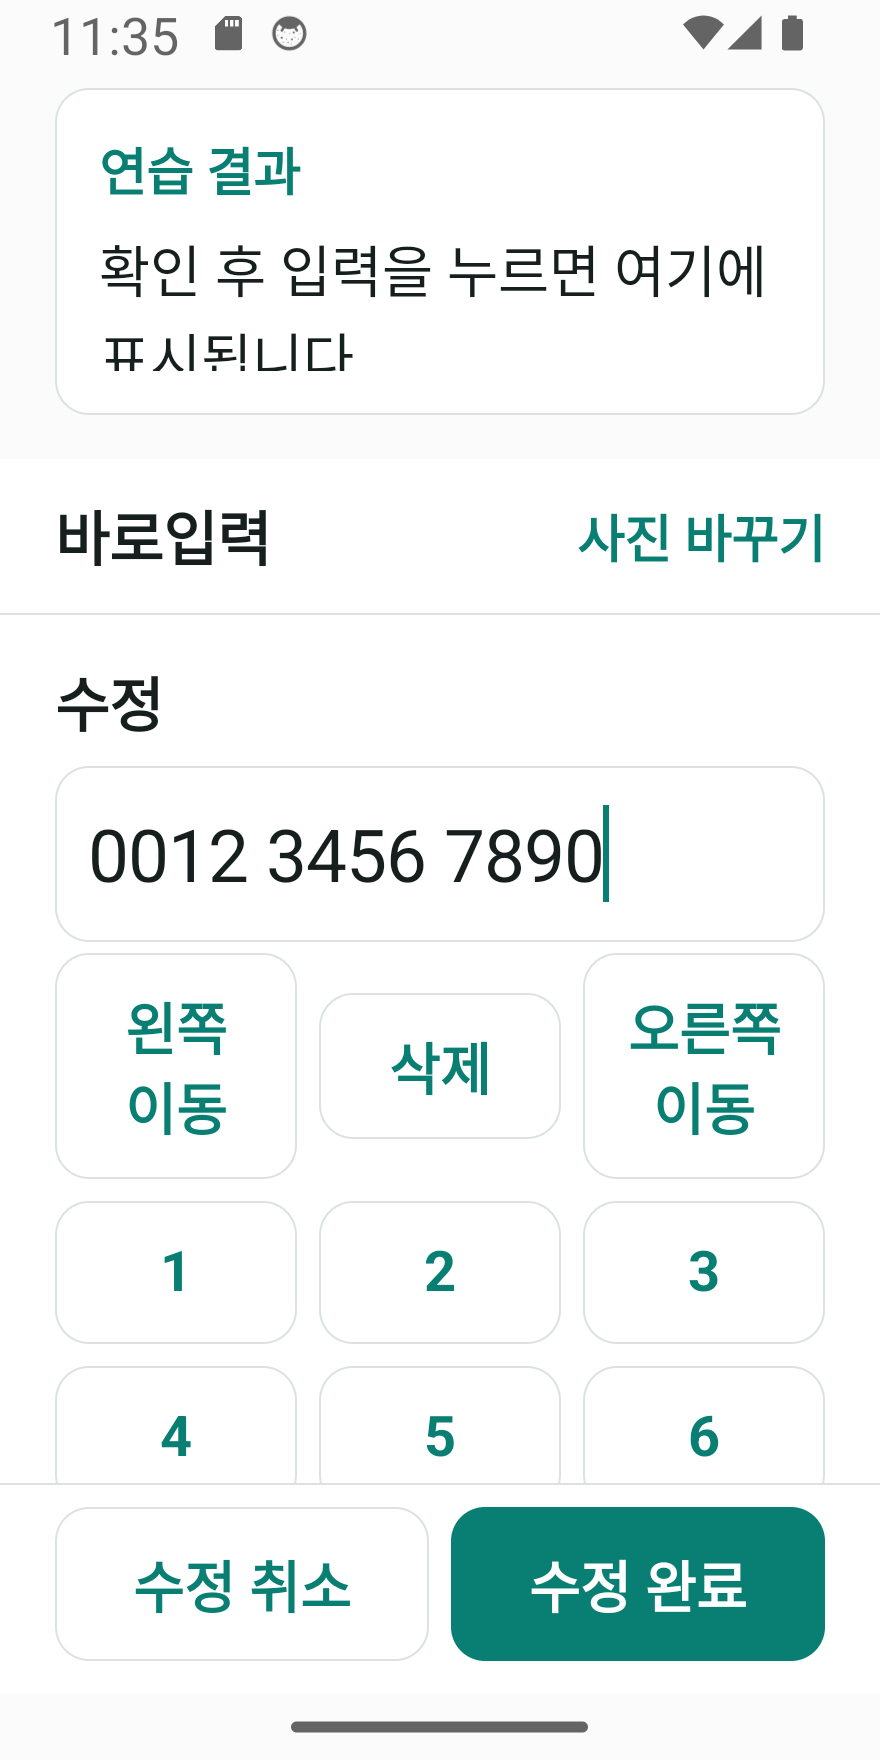 11:35
연습 결과
확인 후 입력을 누르면 여기에
표시됩니다
바로입력
사진 바꾸기
수정
0012 3456 7890
왼쪽
이동
삭제
오른쪽
이동
1
2
3
4
5
6
수정 취소
수정 완료